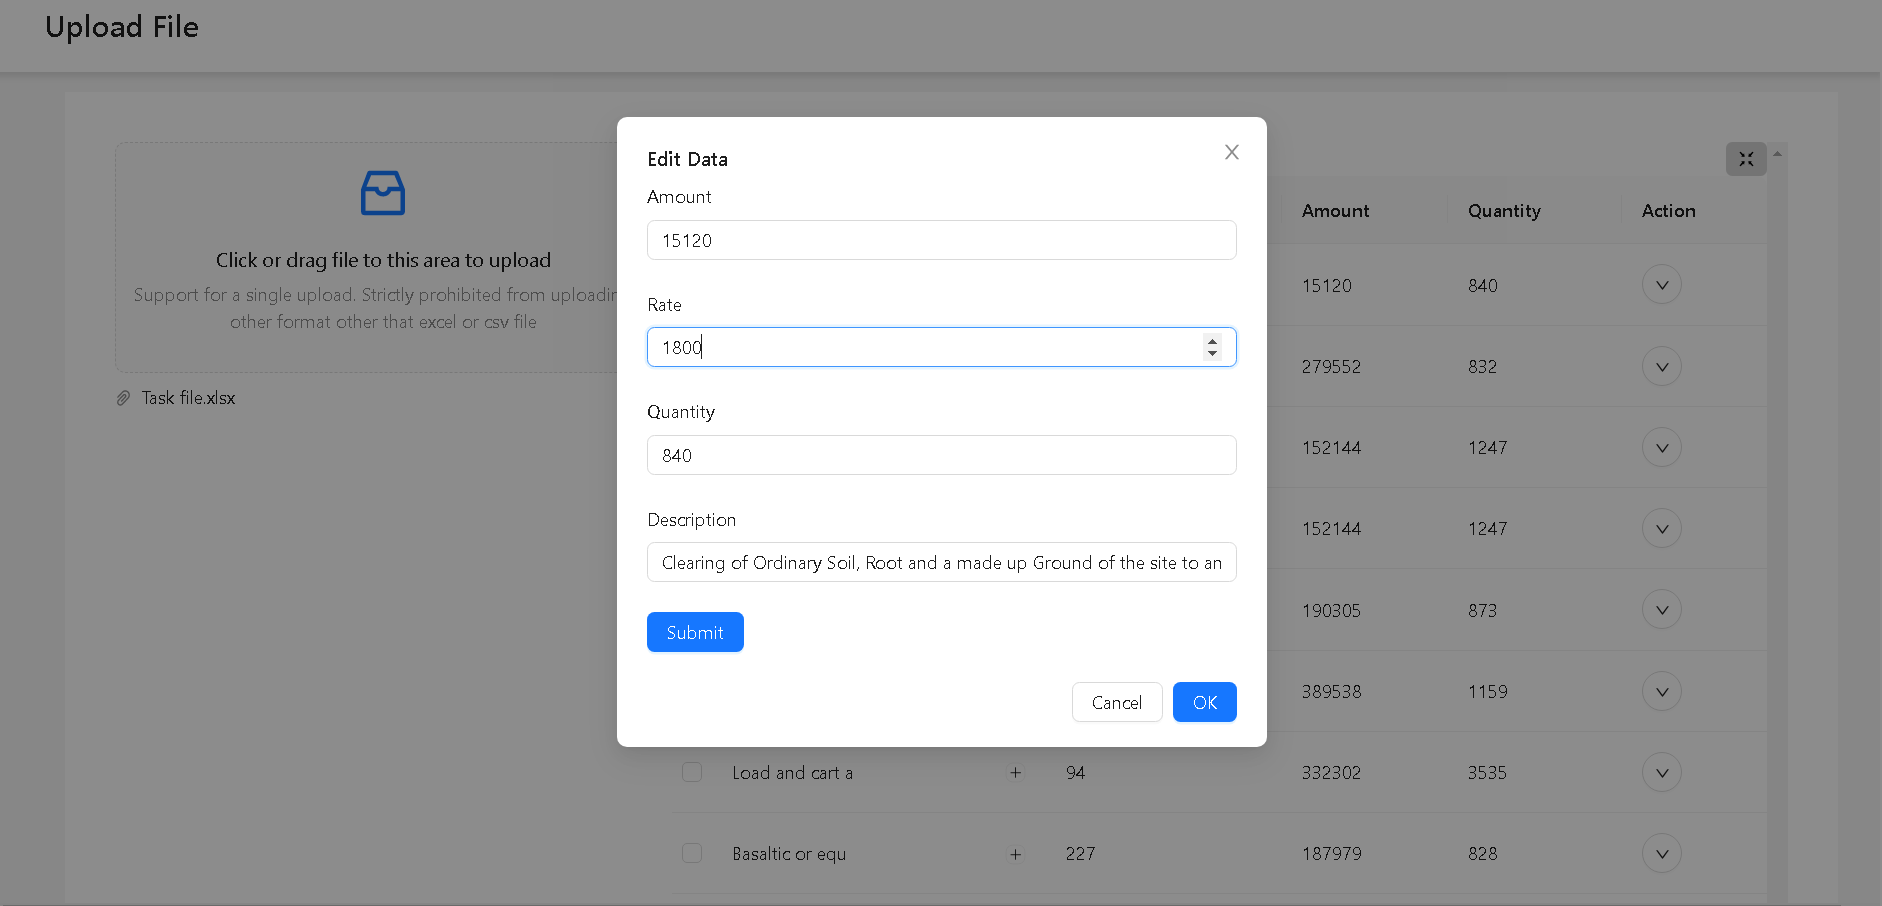 Upload File
Click or drag file to this area to upload
Support for a single upload. Strictly prohibited from uploadin
other format other that excel or csv file
Task file.xlsx
Edit Data
Amount
15120
Rate
1800
Quantity
840
Description
Clearing of Ordinary Soil, Root and a made up Ground of the site to an
Submit
Cancel
OK
Amount Quantity Action
15120 840
279552 832
152144 1247
152144 1247
190305 873
389538 1159
Load and cart a + 94 332302 3535
Basaltic or equ + 227 187979 828